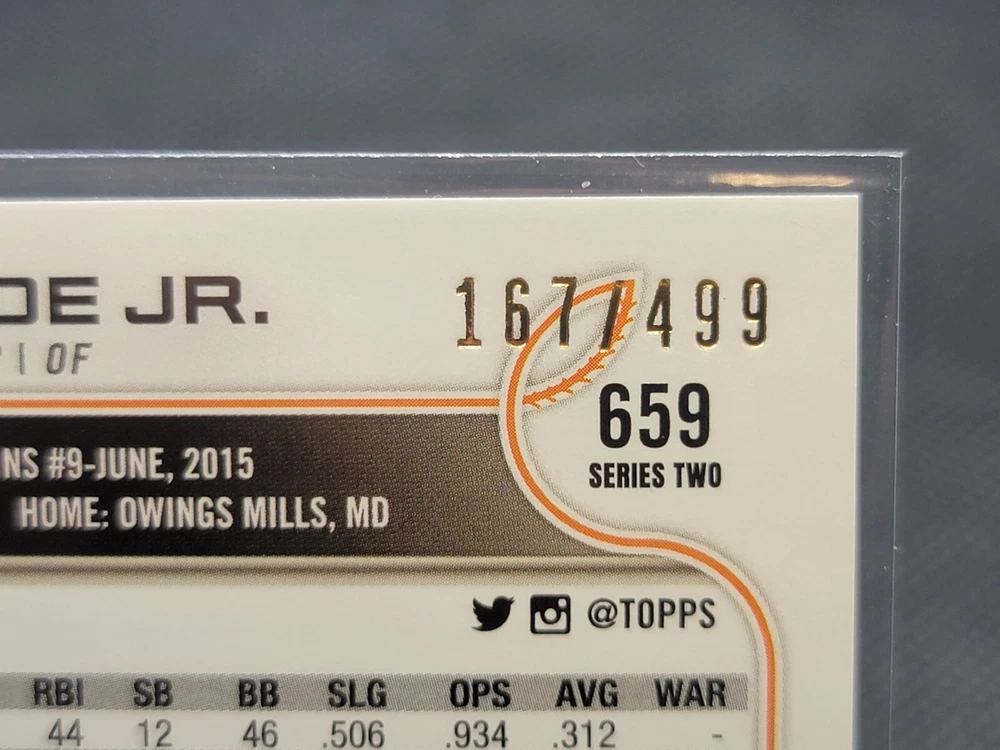 DE JR.
167/499
| OF
659
SERIES TWO
NS #9-JUNE, 2015
HOME: OWINGS MILLS, MD
@TOPPS
RBI SB BB SLG OPS AVG WAR
44 12 46 .506 .934 .312 -